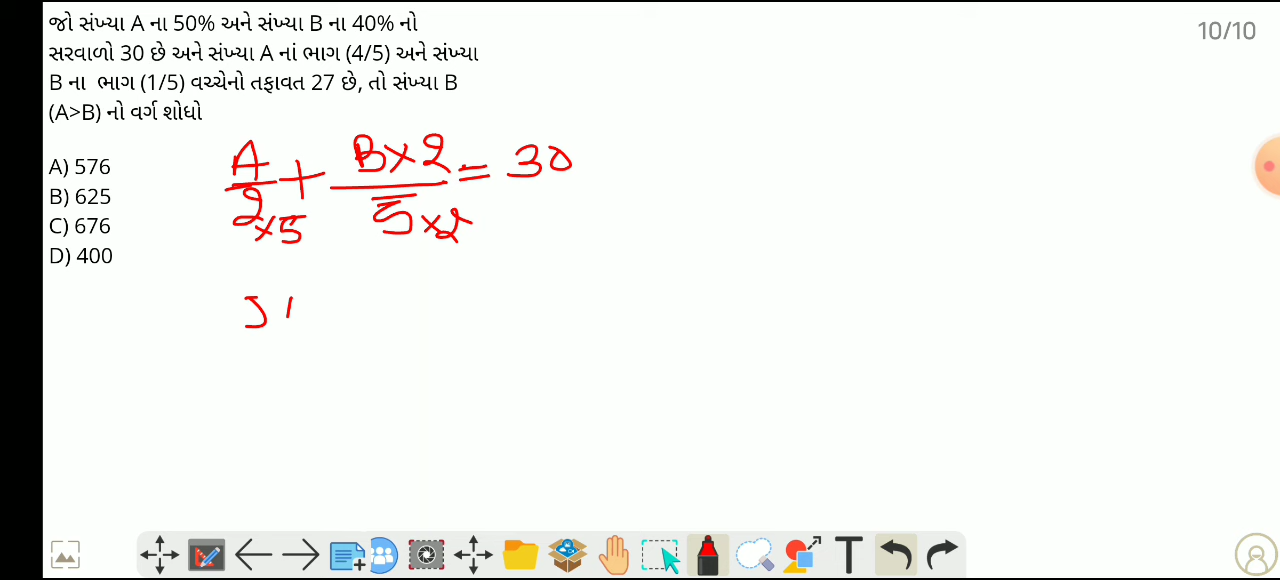 જો સંખ્યા A ના 50% અને સંખ્યા B ના 40% નો
10/10
સરવાળો 30 છે અને સંખ્યા A નાં ભાગ (4/5) અને સંખ્યા
B ના ભાગ (1/5) વચ્ચેનો તફાવત 27 છે, તો સંખ્યા B
(A>B) નો વર્ગ શોધો
A) 576
B) 625
C) 676
D) 400
A/2×5 + B×2/5×2 = 30